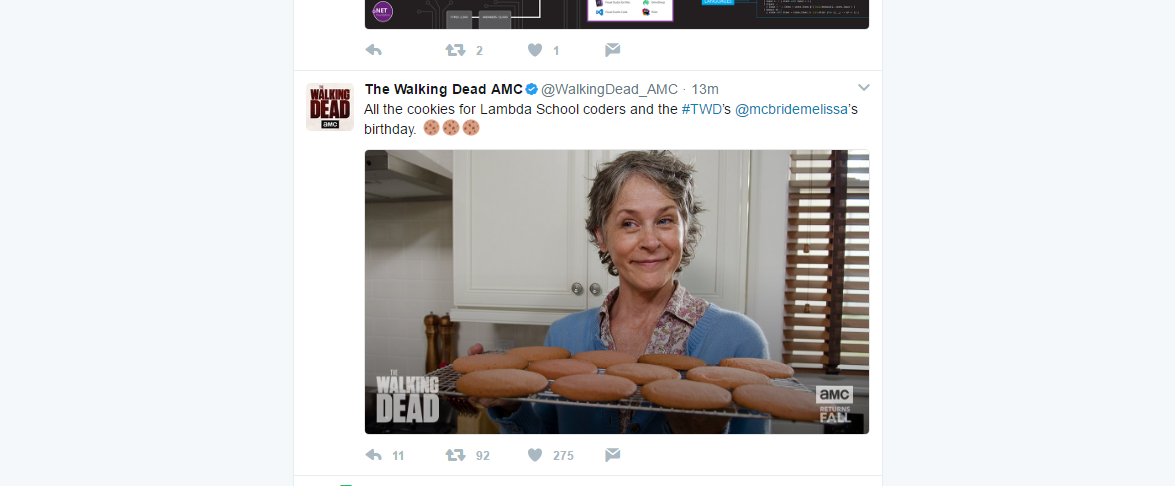 .NET
2 1
The Walking Dead AMC @WalkingDead_AMC · 13m
THE
WALKING
DEAD
aMC
All the cookies for Lambda School coders and the #TWD's @mcbridemelissa's
birthday. 🍪🍪🍪
THE
WALKING
DEAD
aMC
RETURNS
FALL
11 92 275